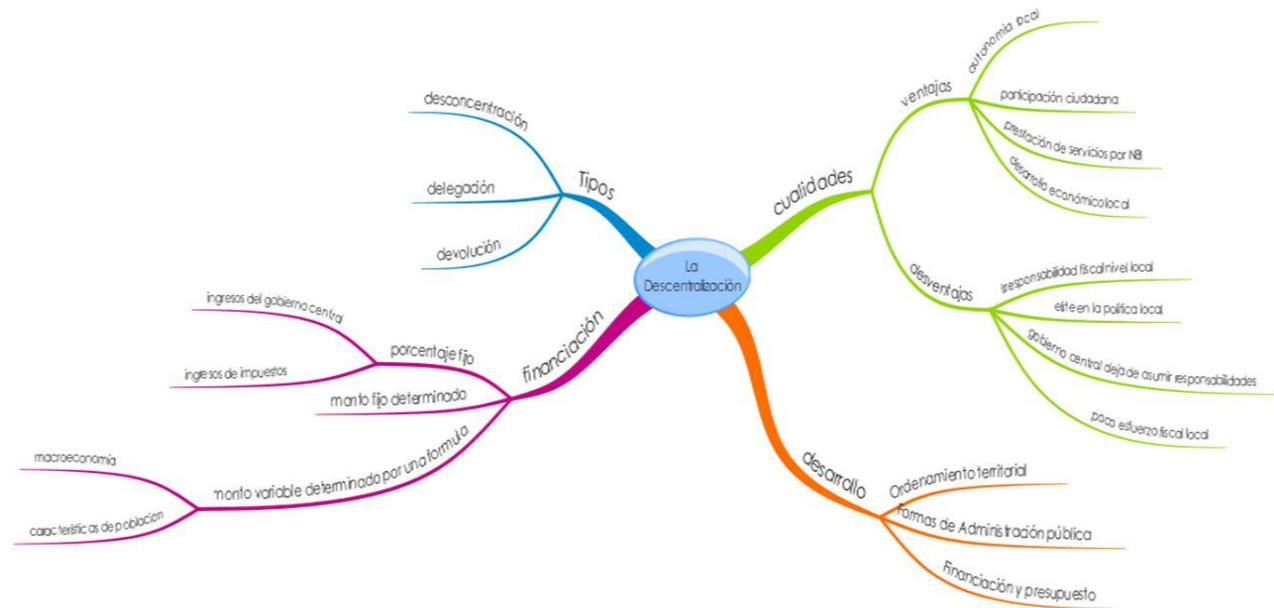 La
Descentralización
Tipos
desconcentración
delegación
devolución
cualidades
ventajas
autonomía local
participación ciudadana
prestación de servicios por NBI
desarrollo económico local
desventajas
irresponsabilidad fiscal nivel local
elite en la política local
gobierno central deja de asumir responsabilidades
poco esfuerzo fiscal local
financiación
porcentaje fijo
ingresos del gobierno central
ingresos de impuestos
monto fijo determinado
monto variable determinado por una formula
macroeconomía
características de poblacion
desarrollo
Ordenamiento territorial
Formas de Administración pública
Financiación y presupuesto